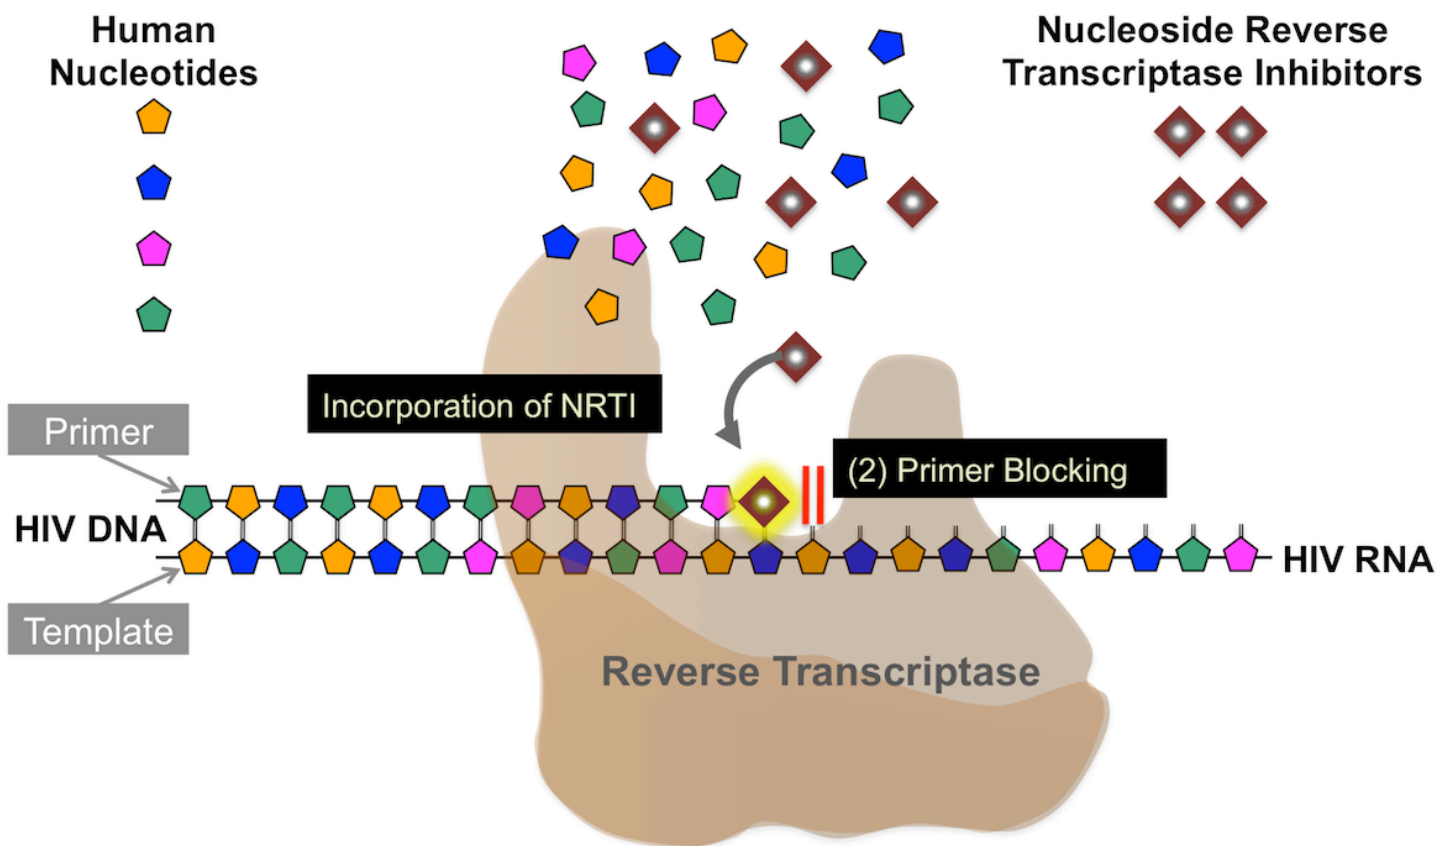 Human
Nucleotides
Nucleoside Reverse
Transcriptase Inhibitors
Incorporation of NRTI
Primer
(2) Primer Blocking
HIV DNA
HIV RNA
Template
Reverse Transcriptase